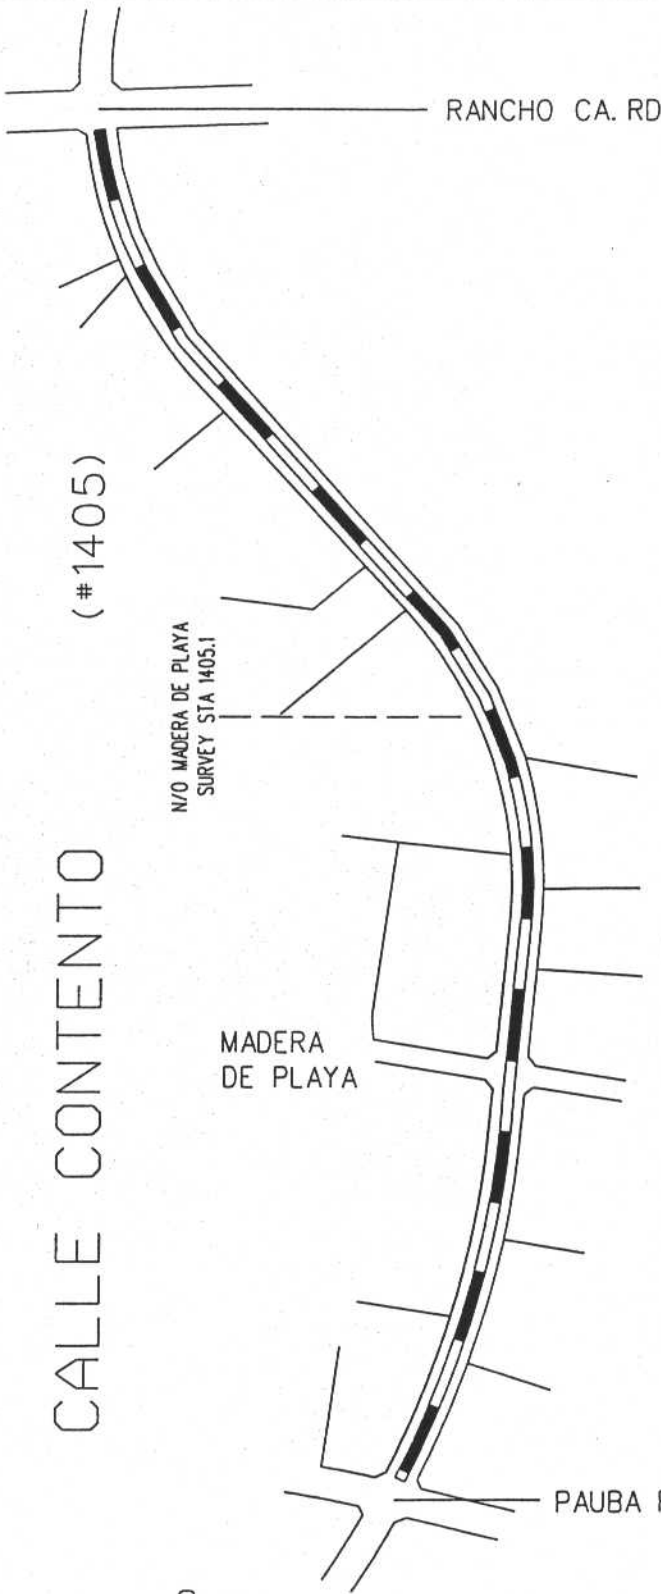 RANCHO CA. RD
(#1405)
N/O MADERA DE PLAYA
SURVEY STA 1405.1
CALLE CONTENTO
MADERA
DE PLAYA
PAUBA